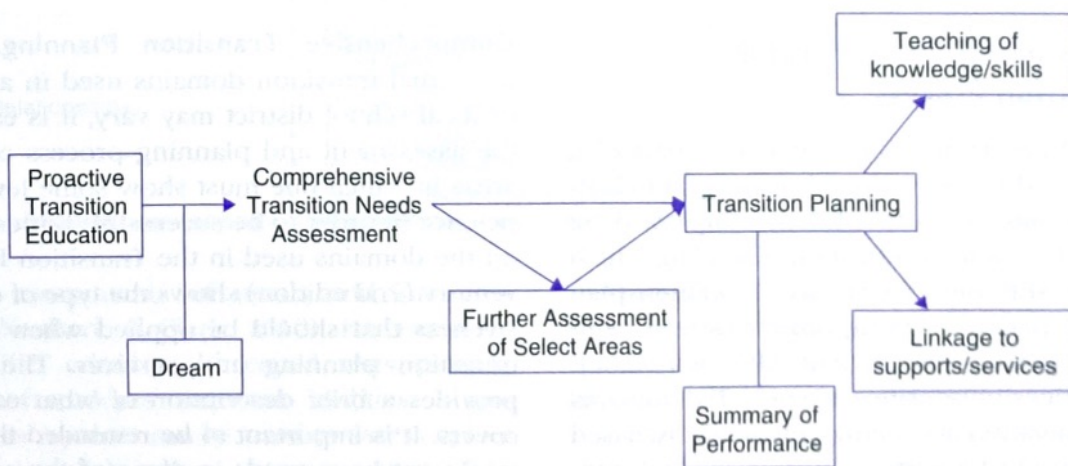 Teaching of
knowledge/skills
Proactive
Transition
Education
Comprehensive
Transition Needs
Assessment
Transition Planning
Further Assessment
of Select Areas
Dream
Linkage to
supports/services
Summary of
Performance